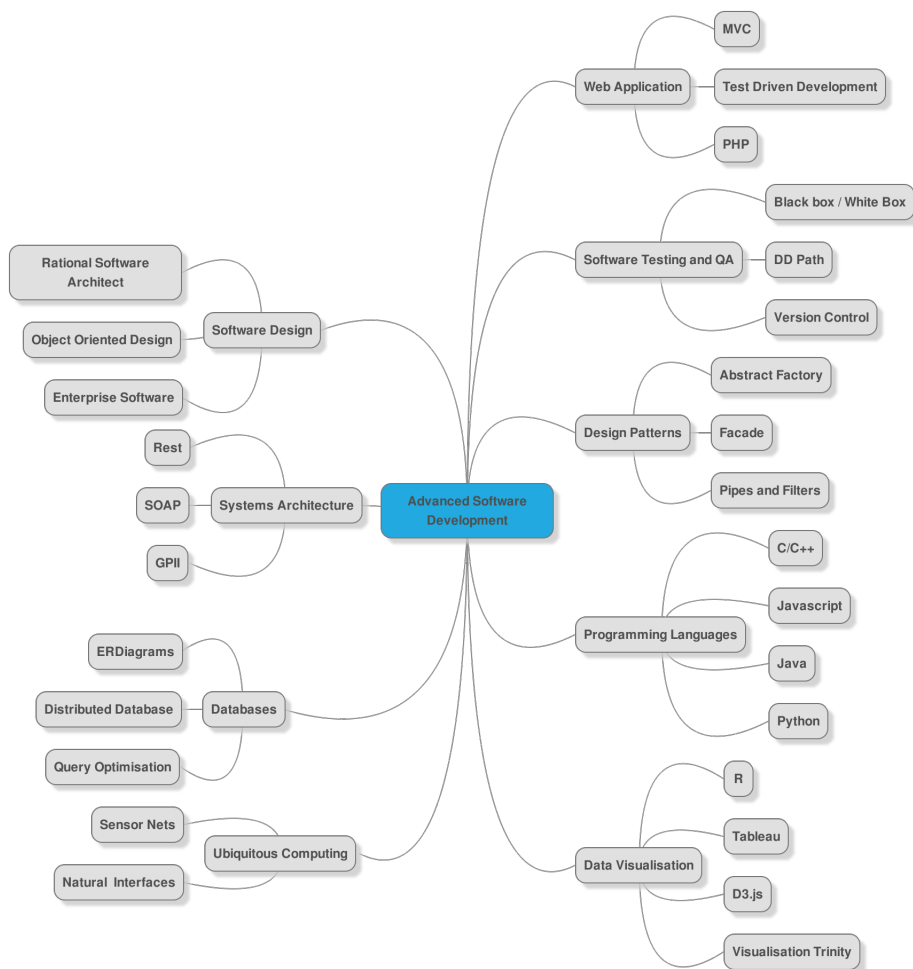 Advanced Software
Development
Web Application
MVC
Test Driven Development
PHP
Software Testing and QA
Black box / White Box
DD Path
Version Control
Design Patterns
Abstract Factory
Facade
Pipes and Filters
Programming Languages
C/C++
Javascript
Java
Python
Data Visualisation
R
Tableau
D3.js
Visualisation Trinity
Software Design
Rational Software
Architect
Object Oriented Design
Enterprise Software
Systems Architecture
Rest
SOAP
GPII
Databases
ERDiagrams
Distributed Database
Query Optimisation
Ubiquitous Computing
Sensor Nets
Natural  Interfaces